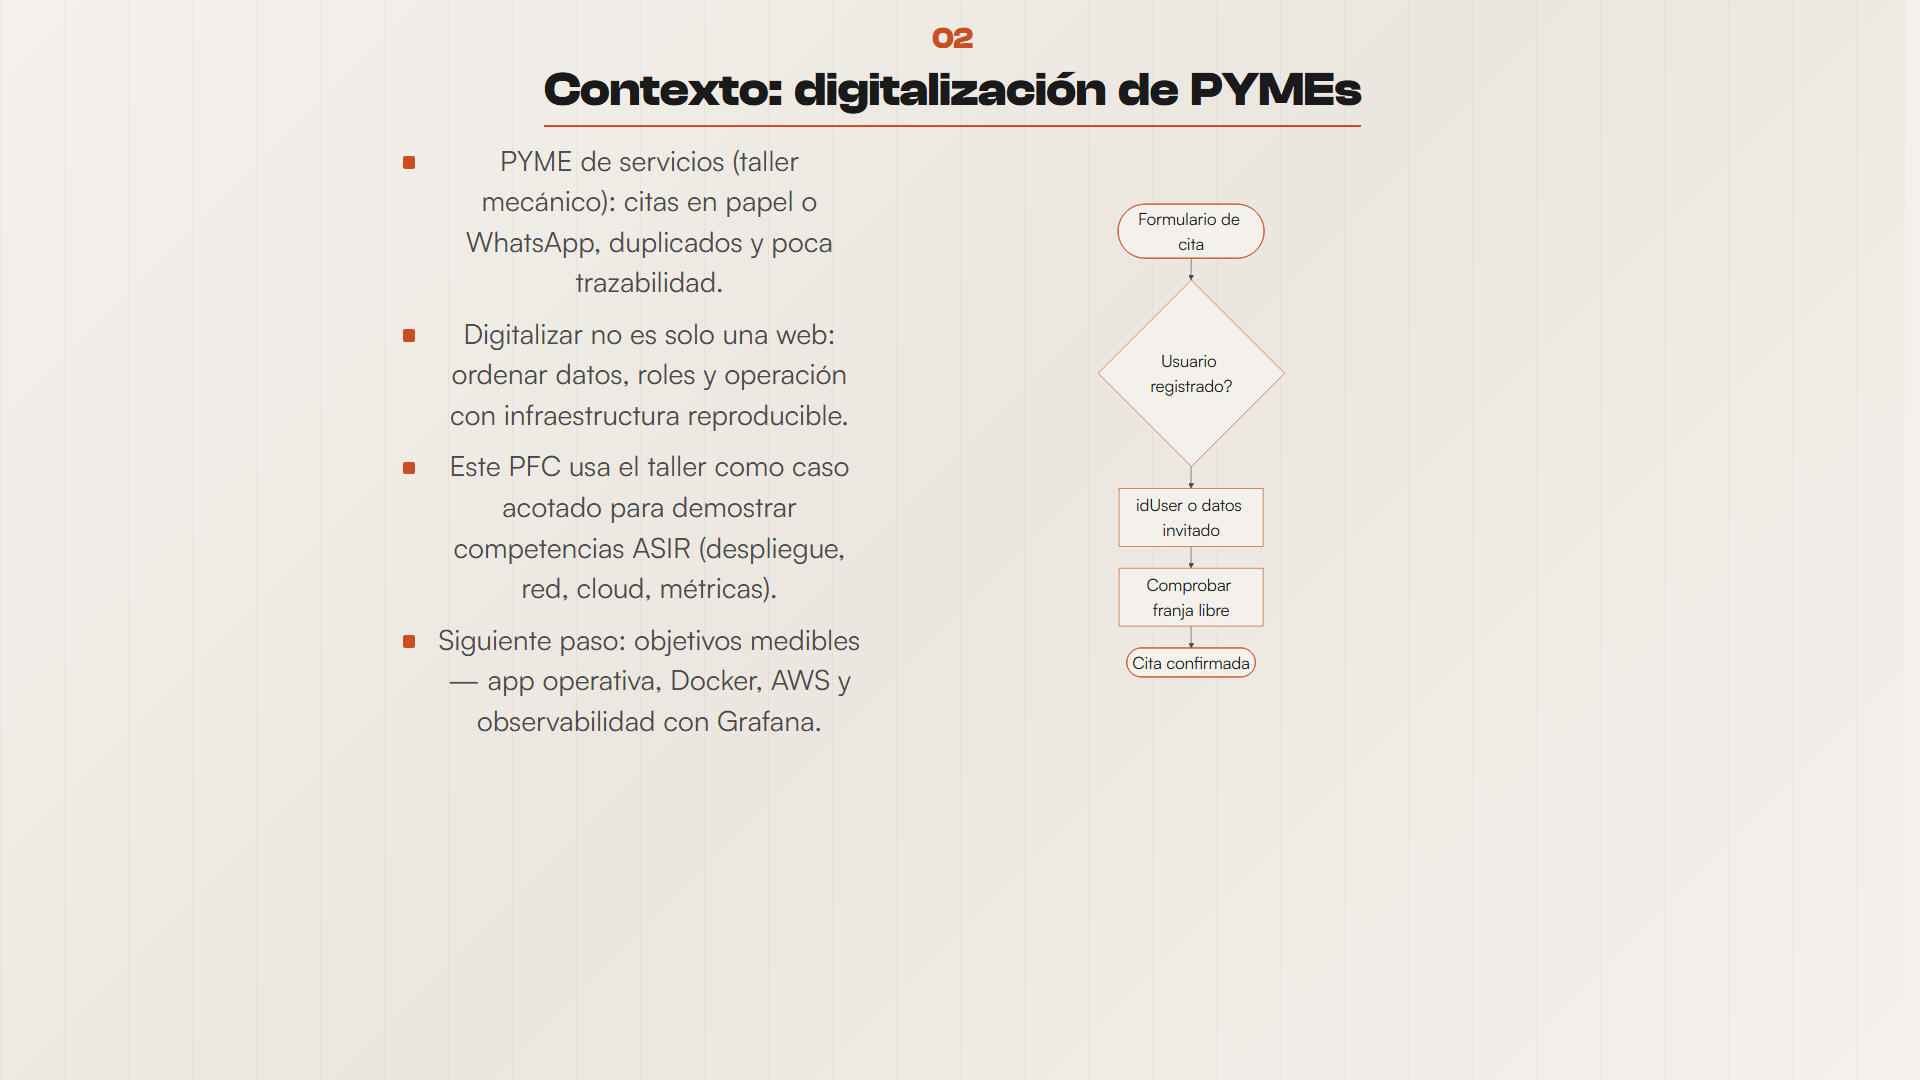 02
Contexto: digitalización de PYMEs
PYME de servicios (taller
mecánico): citas en papel o
WhatsApp, duplicados y poca
trazabilidad.
Digitalizar no es solo una web:
ordenar datos, roles y operación
con infraestructura reproducible.
Este PFC usa el taller como caso
acotado para demostrar
competencias ASIR (despliegue,
red, cloud, métricas).
Siguiente paso: objetivos medibles
— app operativa, Docker, AWS y
observabilidad con Grafana.
Formulario de
cita
Usuario
registrado?
idUser o datos
invitado
Comprobar
franja libre
Cita confirmada